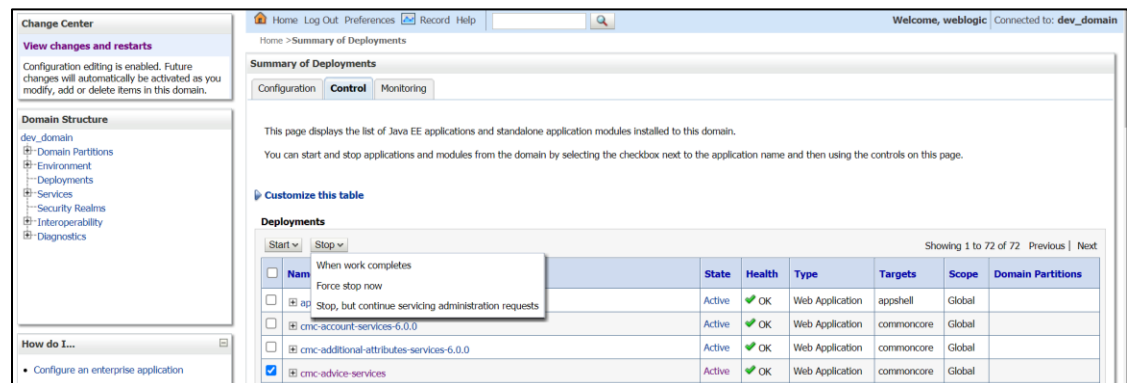 Change Center
View changes and restarts
Configuration editing is enabled. Future
changes will automatically be activated as you
modify, add or delete items in this domain.
Domain Structure
dev_domain
Domain Partitions
Environment
Deployments
Services
Security Realms
Interoperability
Diagnostics
How do I...
Configure an enterprise application
Home Log Out Preferences Record Help
Welcome, weblogic Connected to: dev_domain
Home >Summary of Deployments
Summary of Deployments
Configuration Control Monitoring
This page displays the list of Java EE applications and standalone application modules installed to this domain.
You can start and stop applications and modules from the domain by selecting the checkbox next to the application name and then using the controls on this page.
Customize this table
Deployments
Start Stop Showing 1 to 72 of 72 Previous | Next
When work completes
Force stop now
Stop, but continue servicing administration requests
Nam State Health Type Targets Scope Domain Partitions
ap Active OK Web Application appshell Global
cmc-account-services-6.0.0 Active OK Web Application commoncore Global
cmc-additional-attributes-services-6.0.0 Active OK Web Application commoncore Global
cmc-advice-services Active OK Web Application commoncore Global